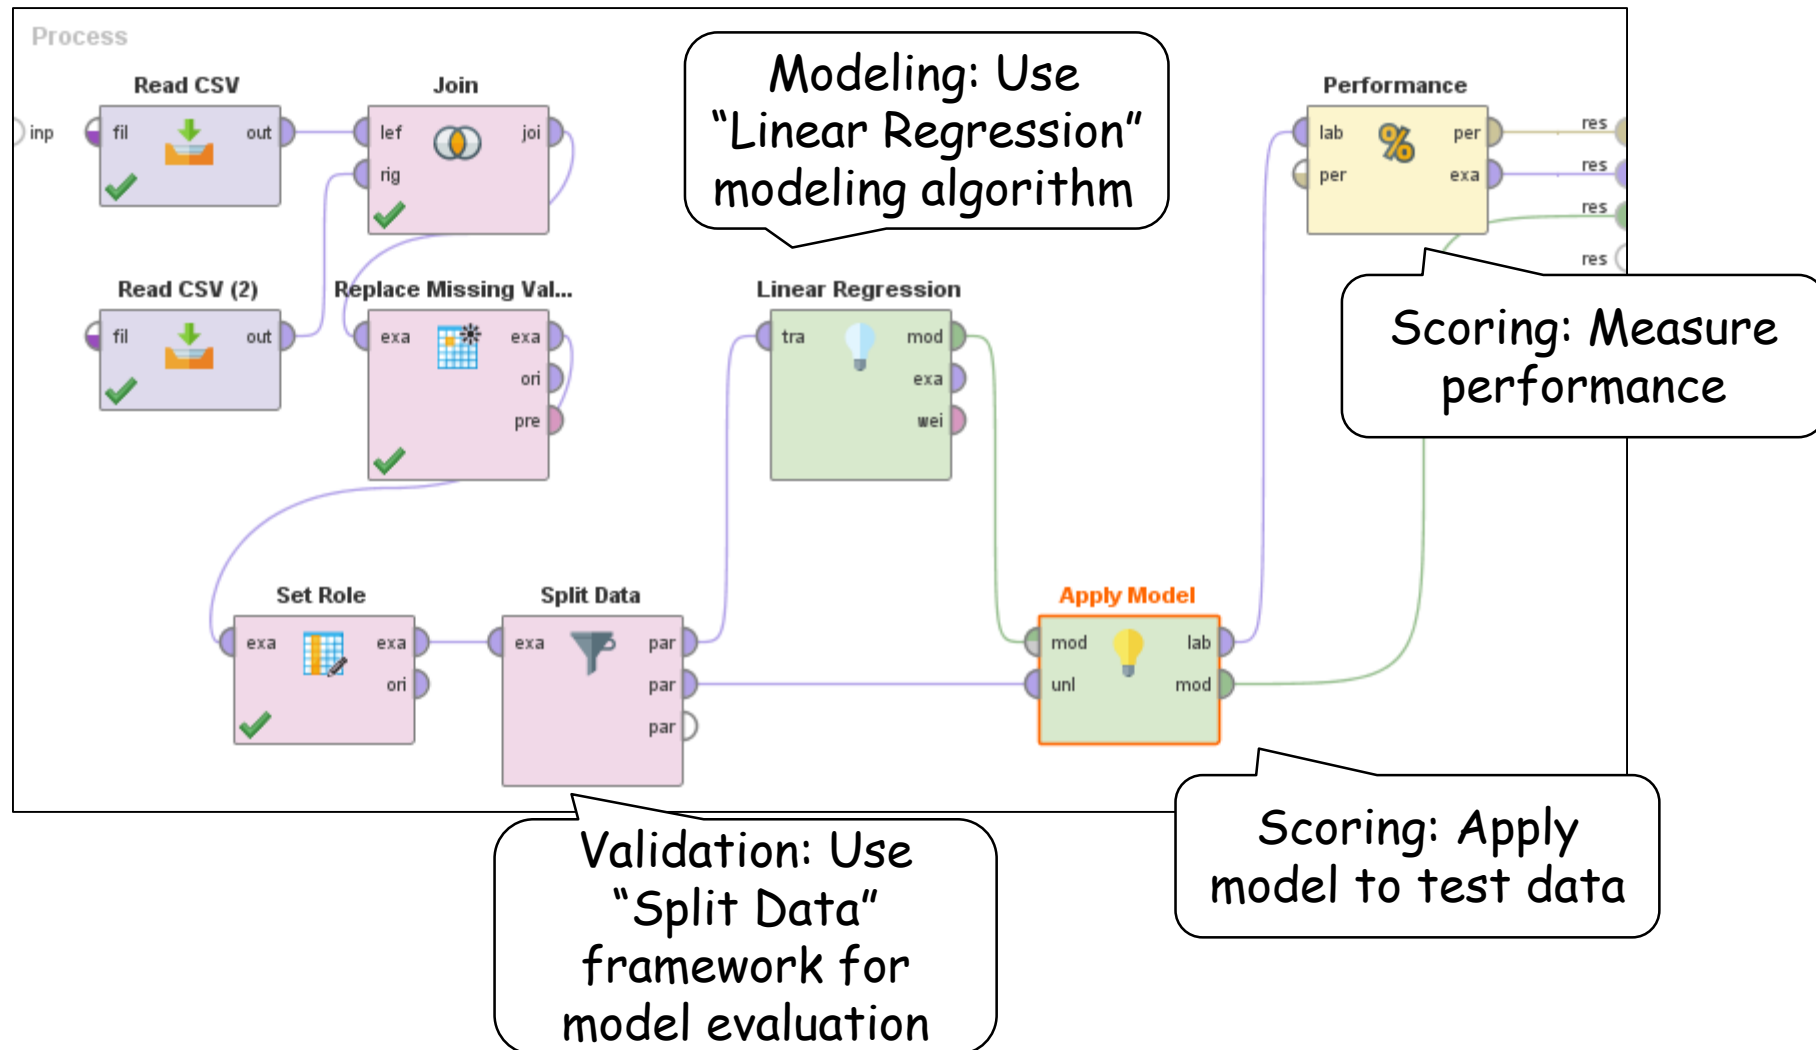 Process
Read CSV
inp
fil
out
Join
lef
joi
rig
Modeling: Use
“Linear Regression”
modeling algorithm
Performance
lab
per
res
per
exa
res
res
res
Read CSV (2)
fil
out
Replace Missing Val...
exa
exa
ori
pre
Linear Regression
tra
mod
exa
wei
Scoring: Measure
performance
Set Role
exa
exa
ori
Split Data
exa
par
par
par
Apply Model
mod
lab
unl
mod
Validation: Use
“Split Data”
framework for
model evaluation
Scoring: Apply
model to test data